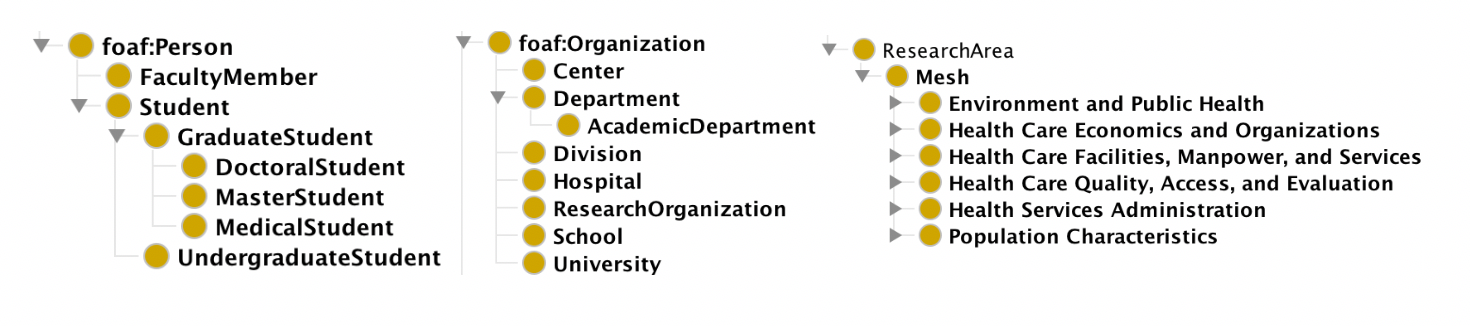 foaf:Person
FacultyMember
Student
GraduateStudent
DoctoralStudent
MasterStudent
MedicalStudent
UndergraduateStudent
foaf:Organization
Center
Department
AcademicDepartment
Division
Hospital
ResearchOrganization
School
University
ResearchArea
Mesh
Environment and Public Health
Health Care Economics and Organizations
Health Care Facilities, Manpower, and Services
Health Care Quality, Access, and Evaluation
Health Services Administration
Population Characteristics